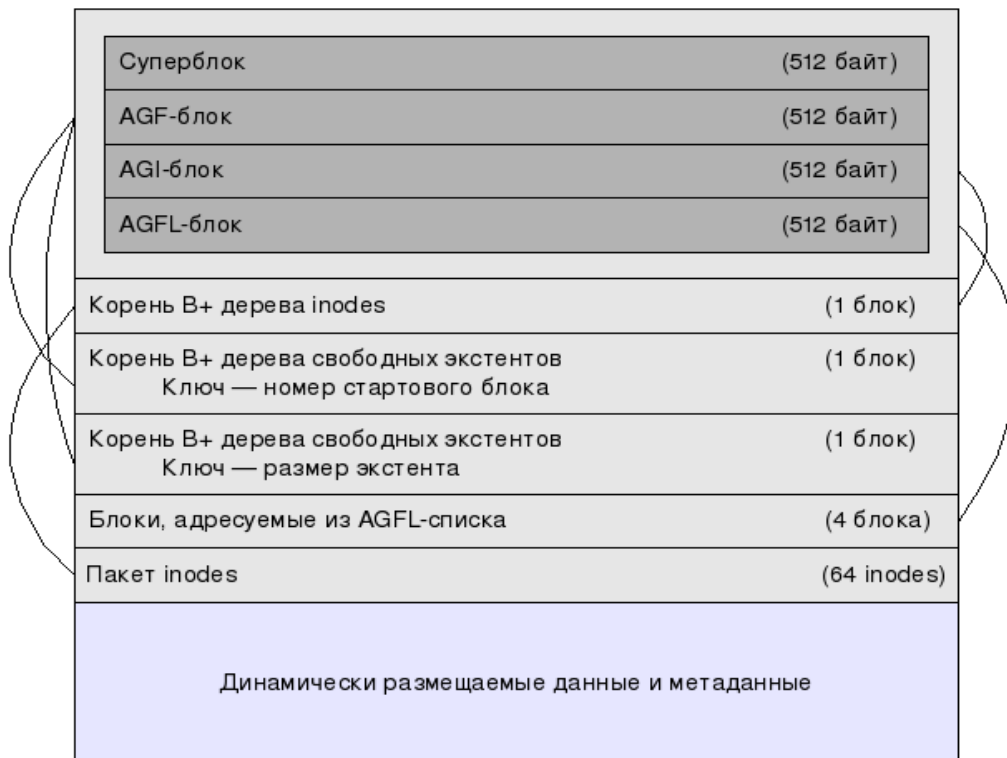 Суперблок (512 байт)
AGF-блок (512 байт)
AGI-блок (512 байт)
AGFL-блок (512 байт)
Корень B+ дерева inodes (1 блок)
Корень B+ дерева свободных экстентов (1 блок)
Ключ — номер стартового блока
Корень B+ дерева свободных экстентов (1 блок)
Ключ — размер экстента
Блоки, адресуемые из AGFL-списка (4 блока)
Пакет inodes (64 inodes)
Динамически размещаемые данные и метаданные